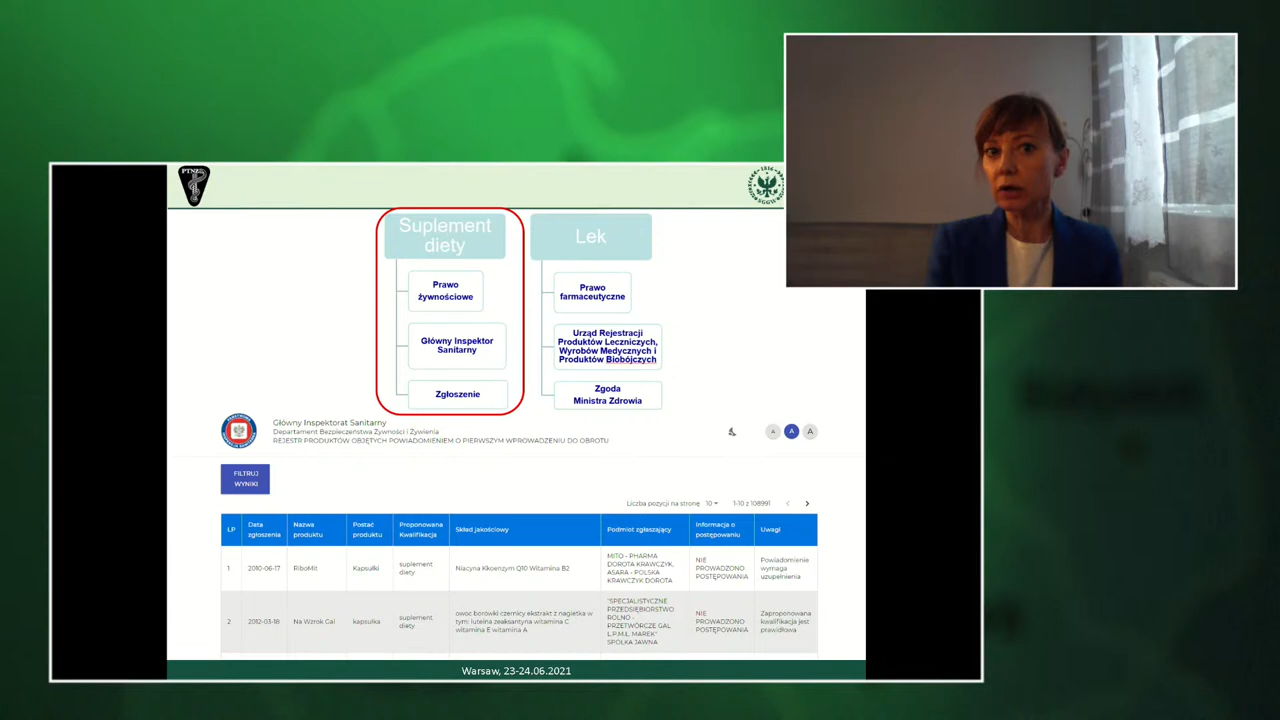 PTNŻ
1816
SGGW
Suplement
diety
Lek
Prawo
żywnościowe
Prawo
farmaceutyczne
Główny Inspektor
Sanitarny
Urząd Rejestracji
Produktów Leczniczych,
Wyrobów Medycznych i
Produktów Biobójczych
Zgłoszenie
Zgoda
Ministra Zdrowia
Główny Inspektorat Sanitarny
Departament Bezpieczeństwa Żywności i Żywienia
REJESTR PRODUKTÓW OBJĘTYCH POWIADOMIENIEM O PIERWSZYM WPROWADZENIU DO OBROTU
A A A
FILTRUJ
WYNIKI
Liczba pozycji na stronę 10 1-10 z 108991
LP
Data
zgłoszenia
Nazwa
produktu
Postać
produktu
Proponowana
Kwalifikacja
Skład jakościowy
Podmiot zgłaszający
Informacja o
postępowaniu
Uwagi
1
2010-06-17
RiboMit
Kapsułki
suplement
diety
Niacyna Kkoenzym Q10 Witamina B2
MITO - PHARMA
DOROTA KRAWCZYK,
ASARA - POLSKA
KRAWCZYK DOROTA
NIE
PROWADZONO
POSTĘPOWANIA
Powiadomienie
wymaga
uzupełnienia
2
2012-03-18
Na Wzrok Gal
kapsułka
suplement
diety
owoc borówki czernicy ekstrakt z nagietka w
tym: luteina zeaksantyna witamina C
witamina E witamina A
"SPECJALISTYCZNE
PRZEDSIĘBIORSTWO
ROLNO -
PRZETWÓRCZE GAL
L.P.M.L. MAREK"
SPÓŁKA JAWNA
NIE
PROWADZONO
POSTĘPOWANIA
Zaproponowana
kwalifikacja jest
prawidłowa
Warsaw, 23-24.06.2021